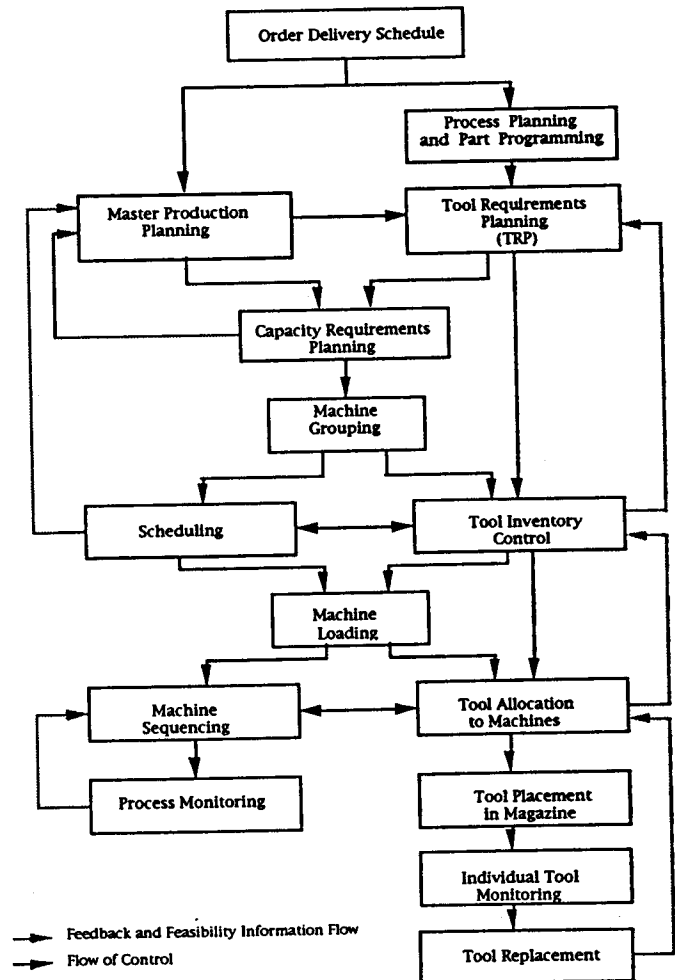 Order Delivery Schedule
Process Planning
and Part Programming
Master Production
Planning
Tool Requirements
Planning
(TRP)
Capacity Requirements
Planning
Machine
Grouping
Scheduling
Tool Inventory
Control
Machine
Loading
Machine
Sequencing
Tool Allocation
to Machines
Process Monitoring
Tool Placement
in Magazine
Individual Tool
Monitoring
Tool Replacement
Feedback and Feasibility Information Flow
Flow of Control